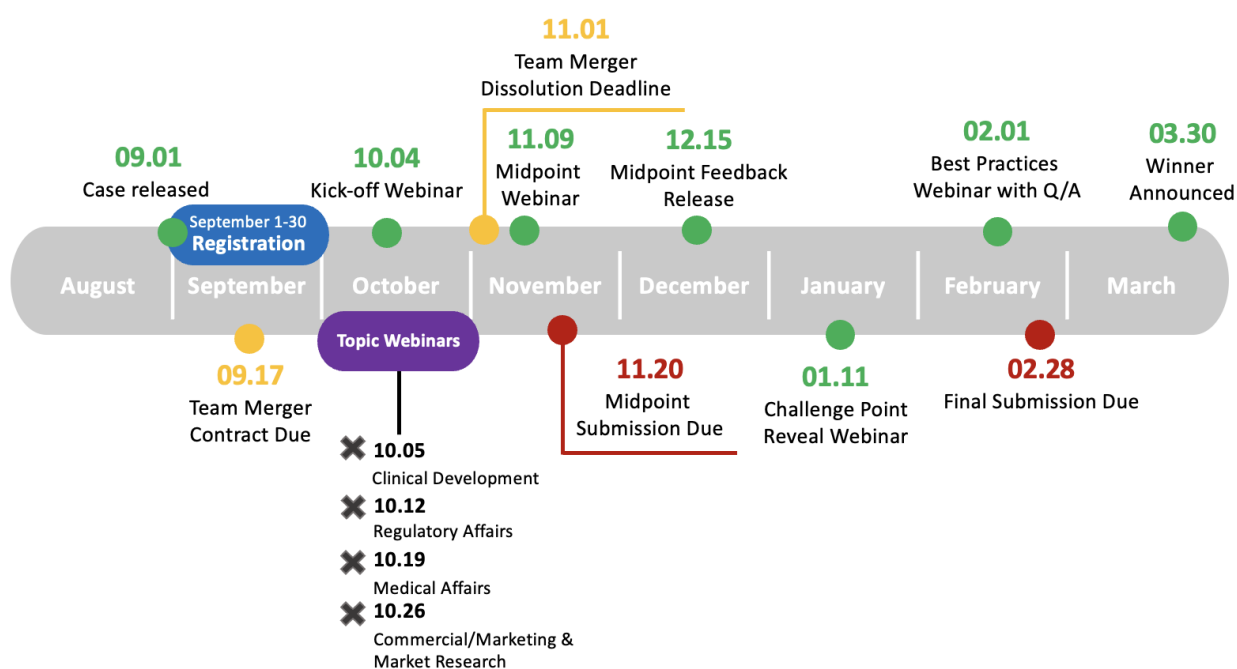 11.01
Team Merger
Dissolution Deadline
09.01
Case released
10.04
Kick-off Webinar
11.09
Midpoint
Webinar
12.15
Midpoint Feedback
Release
02.01
Best Practices
Webinar with Q/A
03.30
Winner
Announced
September 1-30
Registration
August
September
October
November
December
January
February
March
Topic Webinars
09.17
Team Merger
Contract Due
11.20
Midpoint
Submission Due
01.11
Challenge Point
Reveal Webinar
02.28
Final Submission Due
10.05
Clinical Development
10.12
Regulatory Affairs
10.19
Medical Affairs
10.26
Commercial/Marketing &
Market Research